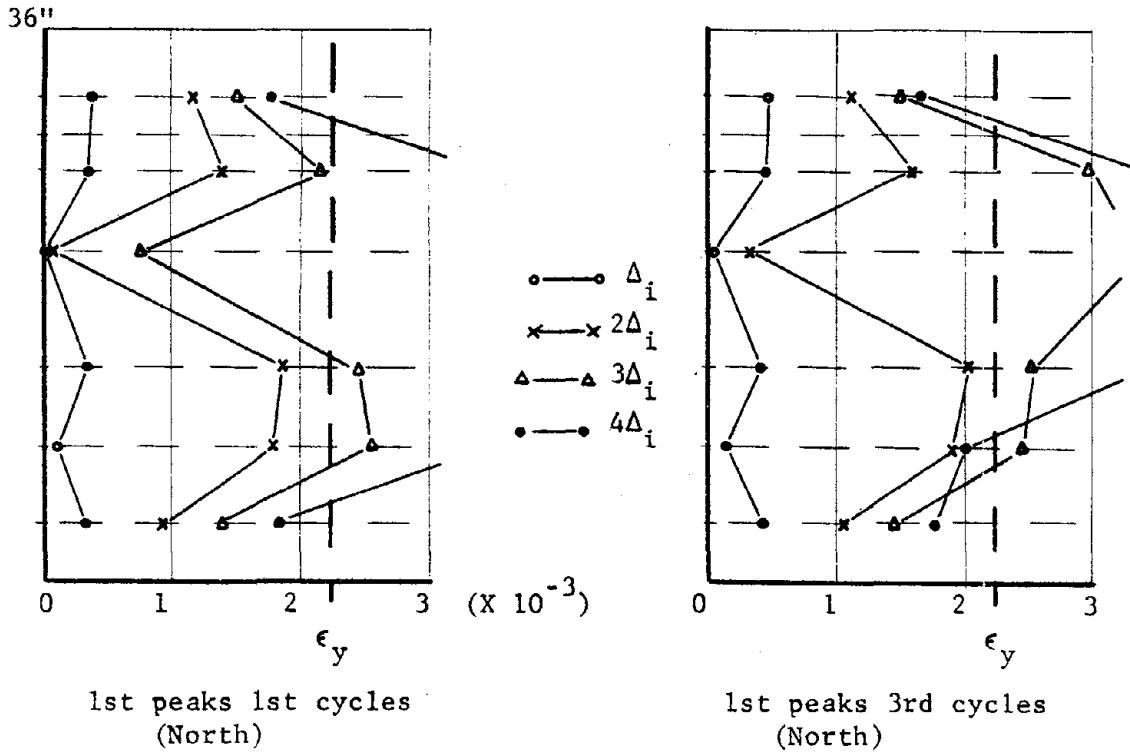 36"
Δi
2Δi
3Δi
4Δi
0 1 2 3 (X 10^-3) 0 1 2 3
ϵy ϵy
1st peaks 1st cycles
(North)
1st peaks 3rd cycles
(North)